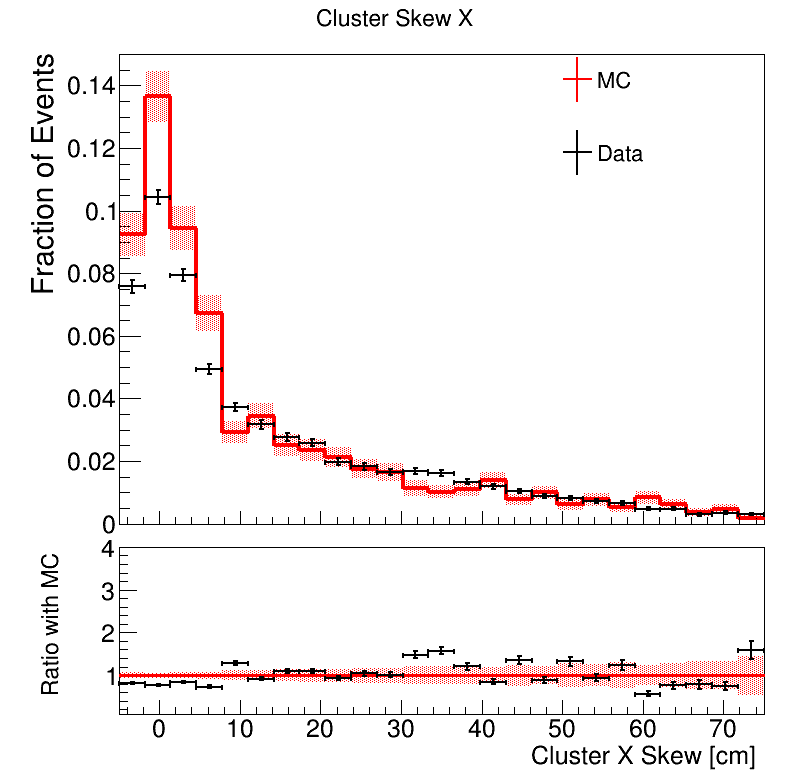 Cluster Skew X
Fraction of Events
0.14
0.12
0.1
0.08
0.06
0.04
0.02
0
MC
Data
Ratio with MC
4
3
2
1
0 10 20 30 40 50 60 70
Cluster X Skew [cm]